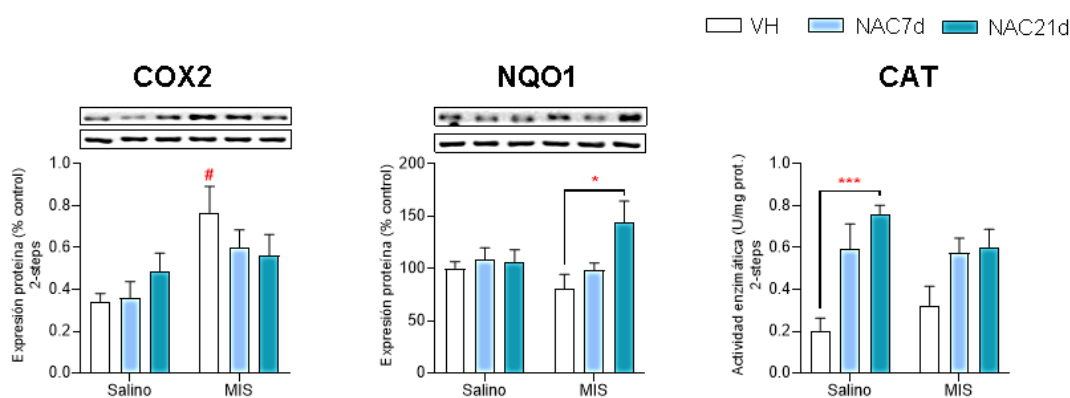 VH NAC7d NAC21d
COX2
Expresión proteína (% control)
2-steps
1.0
0.8
0.6
0.4
0.2
0.0
#
Salino MIS
NQO1
Expresión proteína (% control)
200
150
100
50
0
*
Salino MIS
CAT
Actividad enzimática (U/mg prot.)
2-steps
1.0
0.8
0.6
0.4
0.2
0.0
***
Salino MIS